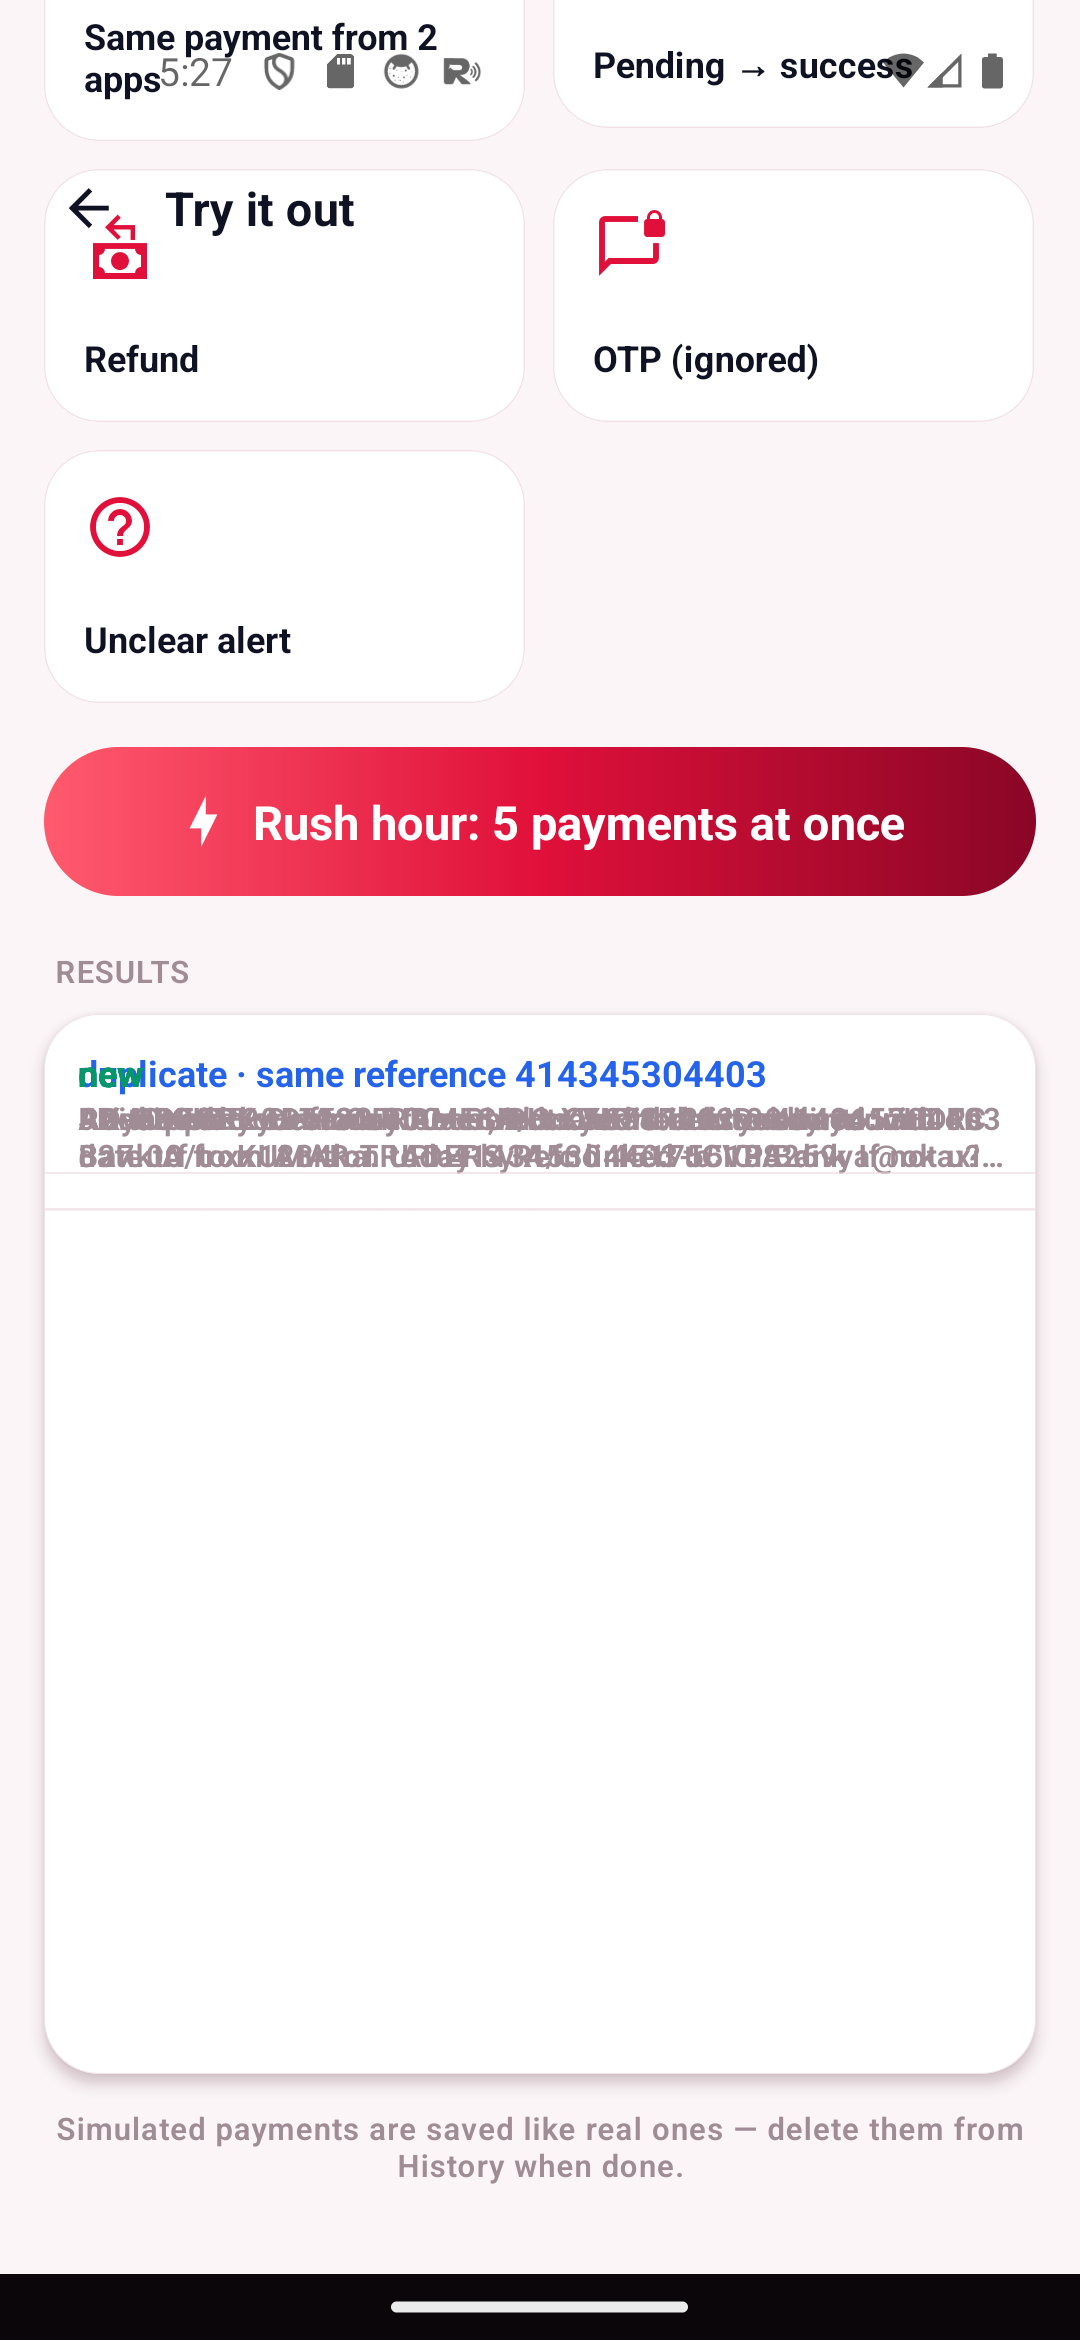 Same payment from 2
apps
5:27
Pending → success
Try it out
Refund
OTP (ignored)
Unclear alert
Rush hour: 5 payments at once
RESULTS
duplicate · same reference 414345304403
new
Simulated payments are saved like real ones — delete them from
History when done.